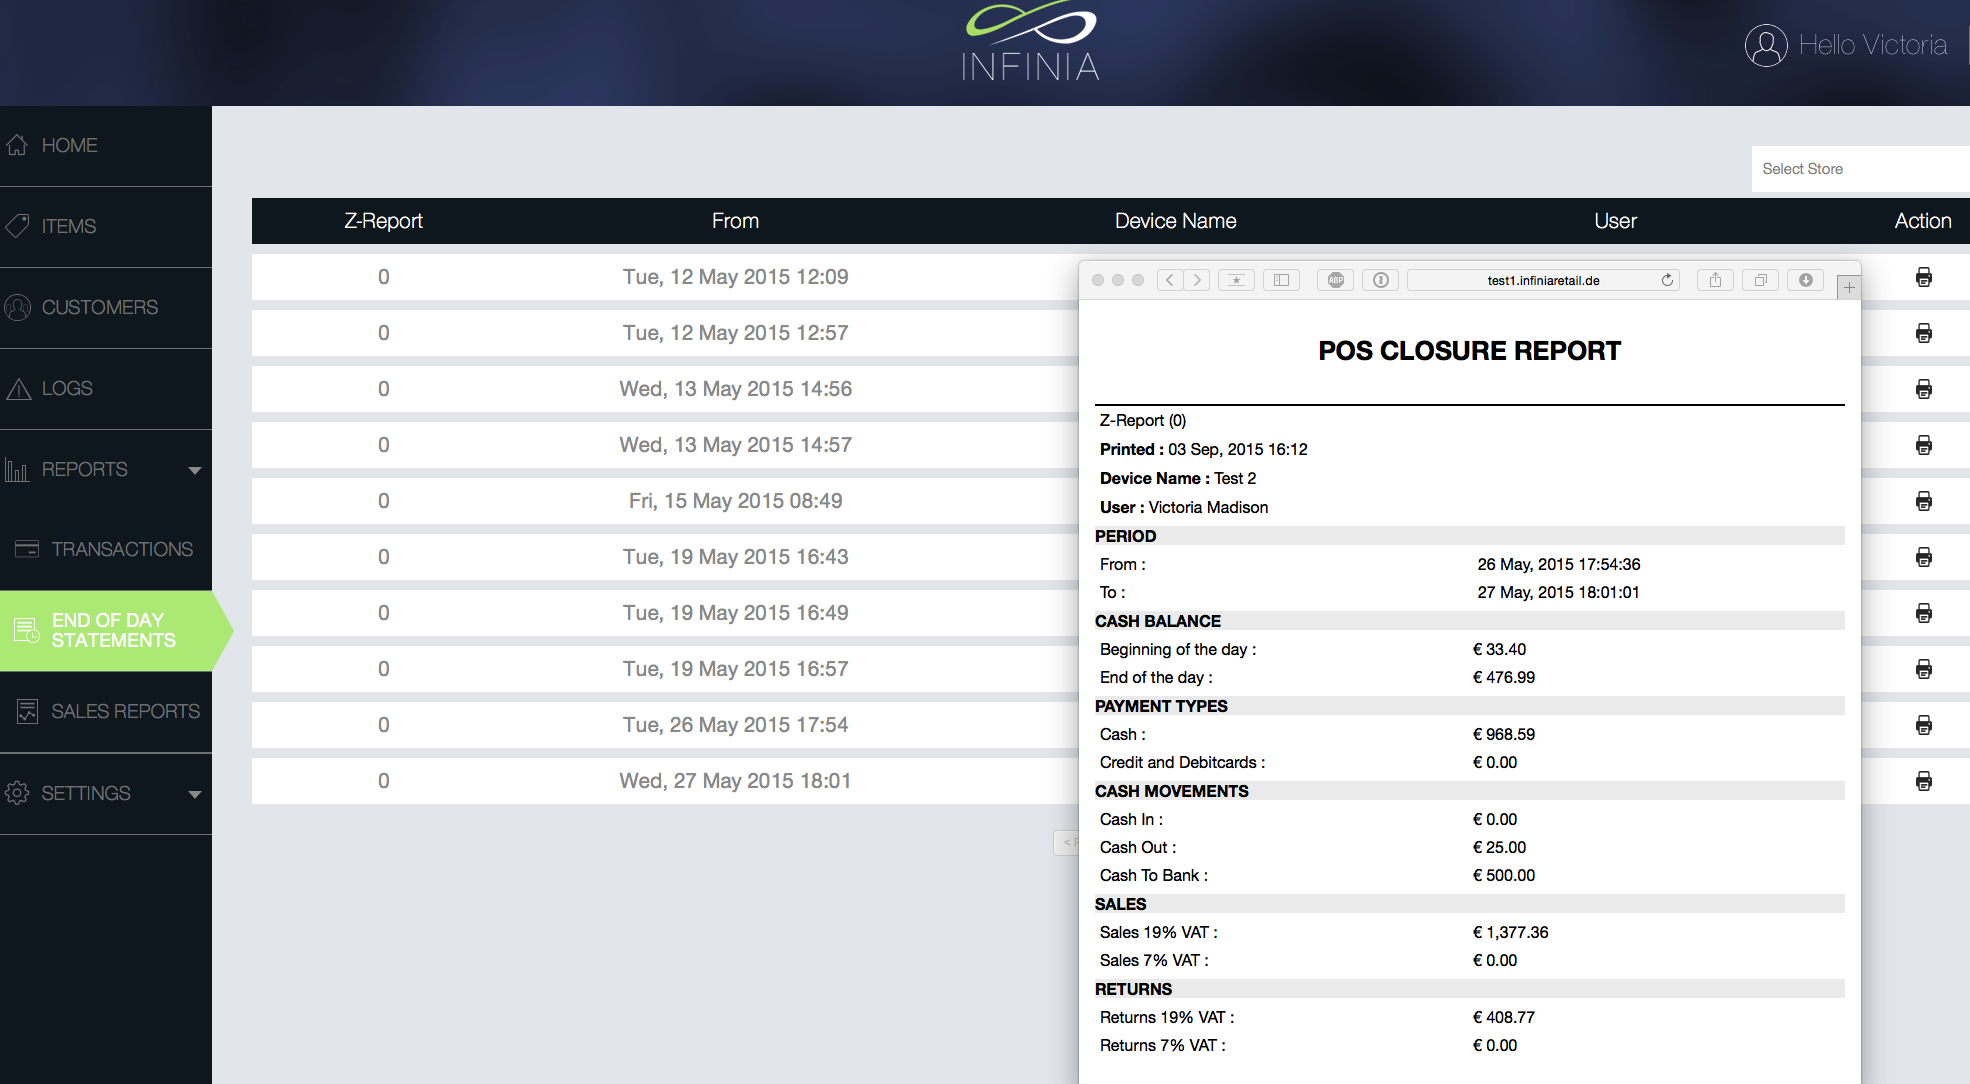 INFINIA
Hello Victoria
HOME
ITEMS
CUSTOMERS
LOGS
REPORTS
TRANSACTIONS
END OF DAY
STATEMENTS
SALES REPORTS
SETTINGS
Select Store
Z-Report From Device Name User Action
0 Tue, 12 May 2015 12:09
0 Tue, 12 May 2015 12:57
0 Wed, 13 May 2015 14:56
0 Wed, 13 May 2015 14:57
0 Fri, 15 May 2015 08:49
0 Tue, 19 May 2015 16:43
0 Tue, 19 May 2015 16:49
0 Tue, 19 May 2015 16:57
0 Tue, 26 May 2015 17:54
0 Wed, 27 May 2015 18:01
ABP
test1.infiniaretail.de
POS CLOSURE REPORT
Z-Report (0)
Printed : 03 Sep, 2015 16:12
Device Name : Test 2
User : Victoria Madison
PERIOD
From : 26 May, 2015 17:54:36
To : 27 May, 2015 18:01:01
CASH BALANCE
Beginning of the day : € 33.40
End of the day : € 476.99
PAYMENT TYPES
Cash : € 968.59
Credit and Debitcards : € 0.00
CASH MOVEMENTS
Cash In : € 0.00
Cash Out : € 25.00
Cash To Bank : € 500.00
SALES
Sales 19% VAT : € 1,377.36
Sales 7% VAT : € 0.00
RETURNS
Returns 19% VAT : € 408.77
Returns 7% VAT : € 0.00